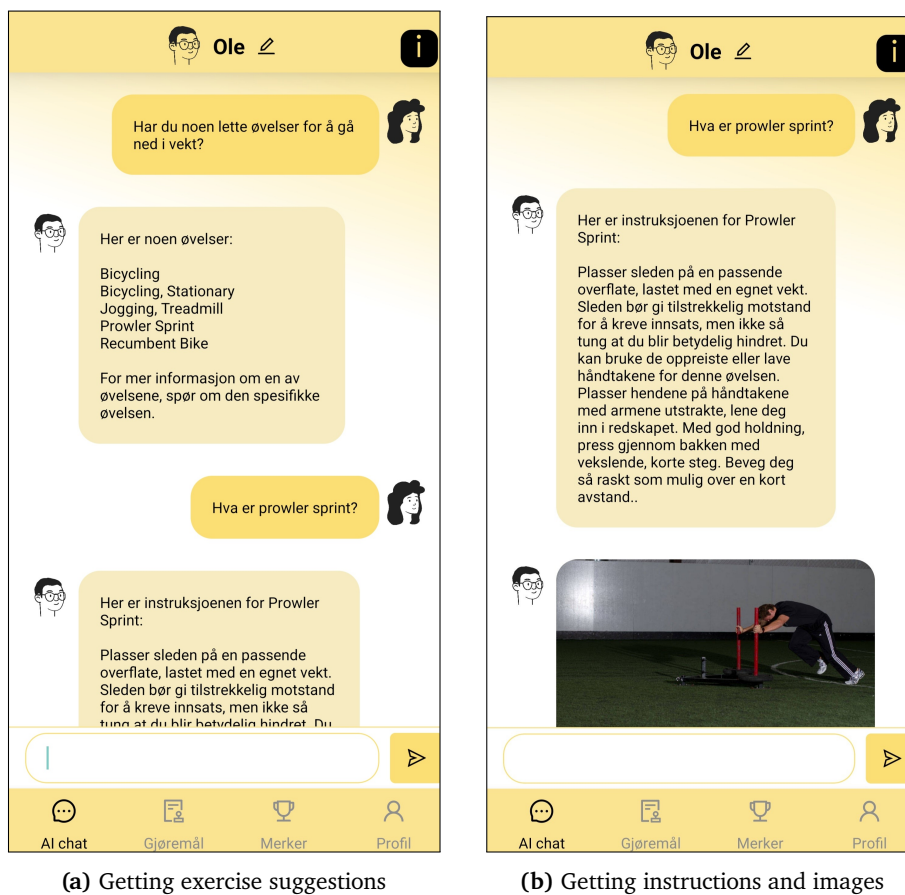 Ole
i
Har du noen lette øvelser for å gå
ned i vekt?
Her er noen øvelser:
Bicycling
Bicycling, Stationary
Jogging, Treadmill
Prowler Sprint
Recumbent Bike
For mer informasjon om en av
øvelsene, spør om den spesifikke
øvelsen.
Hva er prowler sprint?
Her er instruksjoenen for Prowler
Sprint:
Plasser sleden på en passende
overflate, lastet med en egnet vekt.
Sleden bør gi tilstrekkelig motstand
for å kreve innsats, men ikke så
tung at du blir betydelig hindret. Du
AI chat
Gjøremål
Merker
Profil
(a) Getting exercise suggestions
Ole
i
Hva er prowler sprint?
Her er instruksjoenen for Prowler
Sprint:
Plasser sleden på en passende
overflate, lastet med en egnet vekt.
Sleden bør gi tilstrekkelig motstand
for å kreve innsats, men ikke så
tung at du blir betydelig hindret. Du
kan bruke de oppreiste eller lave
håndtakene for denne øvelsen.
Plasser hendene på håndtakene
med armene utstrakte, lene deg
inn i redskapet. Med god holdning,
press gjennom bakken med
vekslende, korte steg. Beveg deg
så raskt som mulig over en kort
avstand..
AI chat
Gjøremål
Merker
Profil
(b) Getting instructions and images